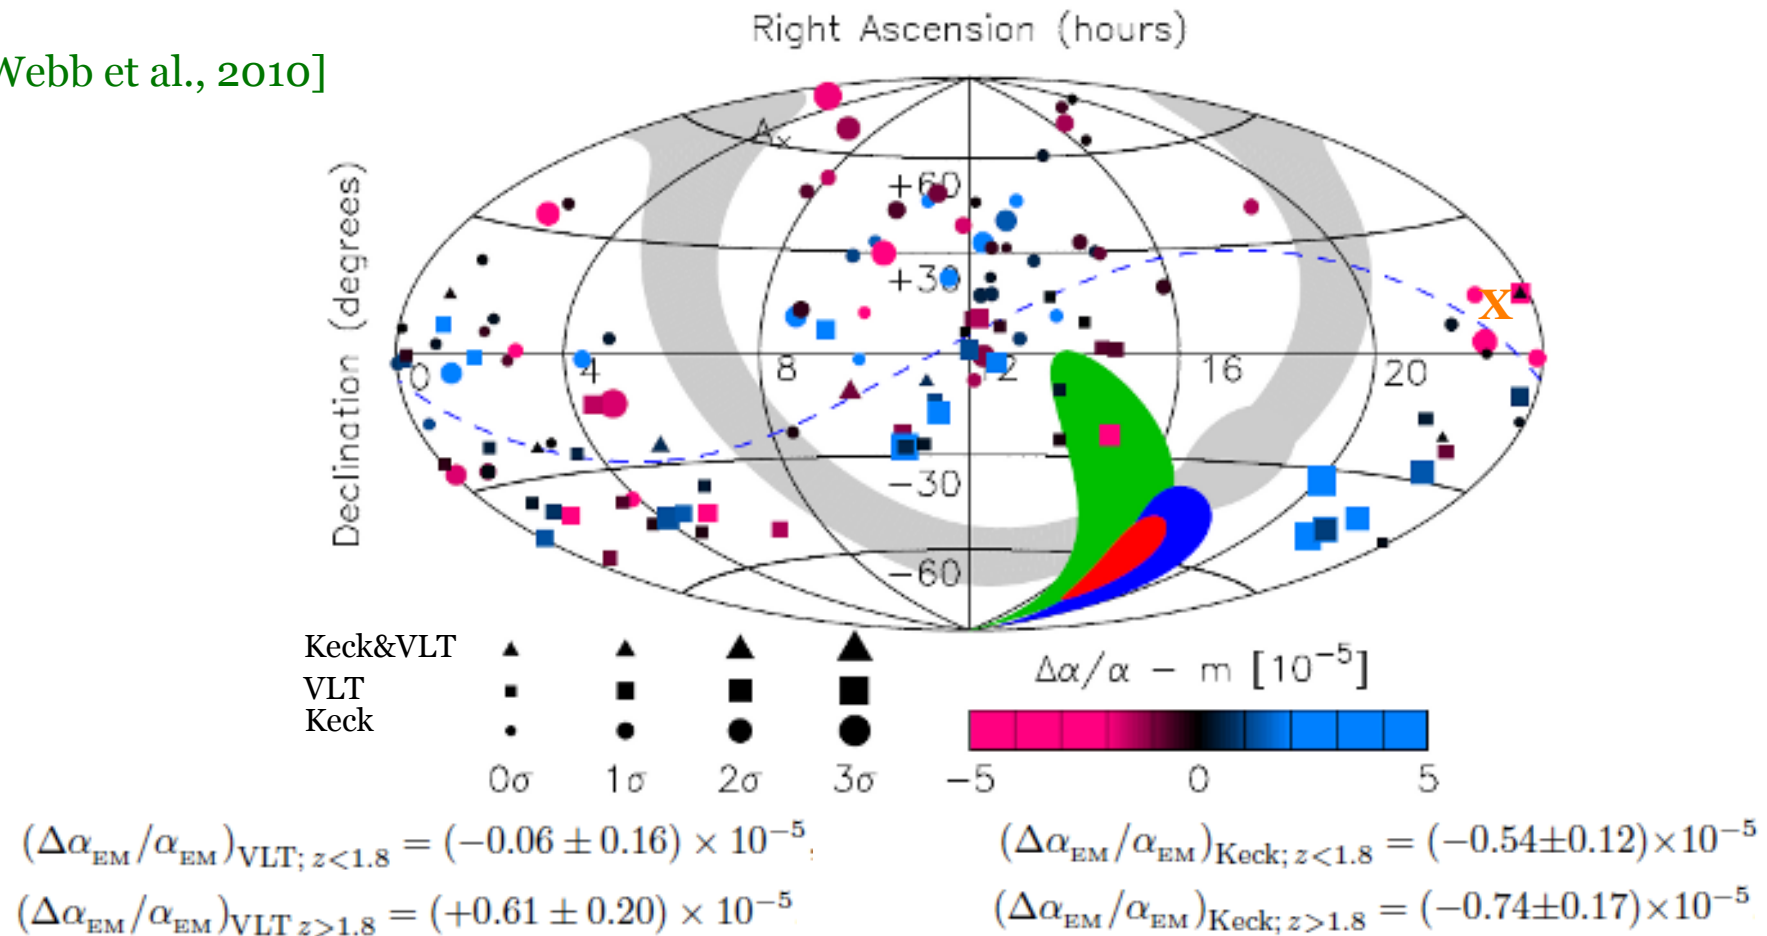 Right Ascension (hours)
Webb et al., 2010]
Declination (degrees)
A
x
+60
+30
X
0 4 8 12 16 20
−30
−60
Keck&VLT
VLT
Keck
0σ 1σ 2σ 3σ
Δα/α − m [10⁻⁵]
−5 0 5
(Δα_EM/α_EM)_VLT; z<1.8 = (−0.06 ± 0.16) × 10⁻⁵; (Δα_EM/α_EM)_Keck; z<1.8 = (−0.54±0.12)×10⁻⁵
(Δα_EM/α_EM)_VLT z>1.8 = (+0.61 ± 0.20) × 10⁻⁵ (Δα_EM/α_EM)_Keck; z>1.8 = (−0.74±0.17)×10⁻⁵